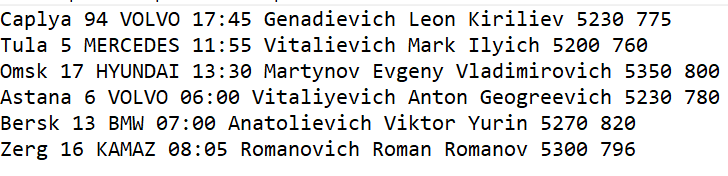 Caplya 94 VOLVO 17:45 Genadievich Leon Kiriliev 5230 775
Tula 5 MERCEDES 11:55 Vitalievich Mark Ilyich 5200 760
Omsk 17 HYUNDAI 13:30 Martynov Evgeny Vladimirovich 5350 800
Astana 6 VOLVO 06:00 Vitaliyevich Anton Geogreevich 5230 780
Bersk 13 BMW 07:00 Anatolievich Viktor Yurin 5270 820
Zerg 16 KAMAZ 08:05 Romanovich Roman Romanov 5300 796